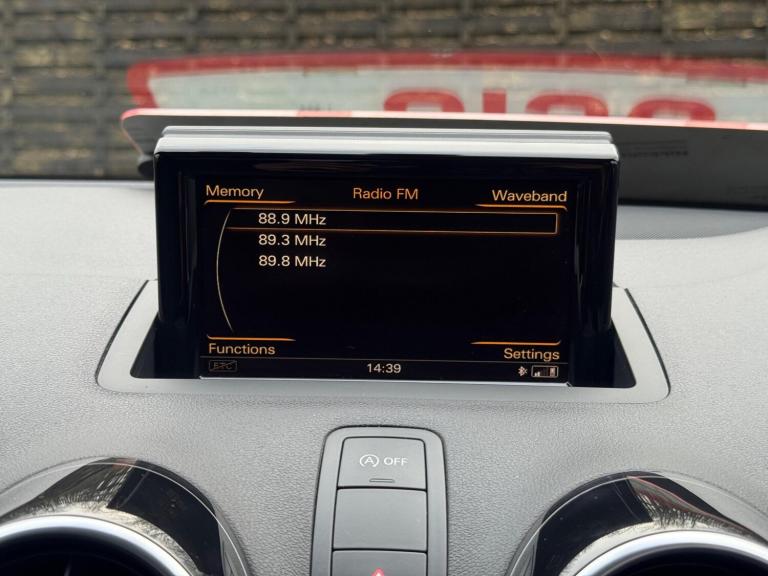 Memory Radio FM Waveband
88.9 MHz
89.3 MHz
89.8 MHz
Functions Settings
14:39
A OFF